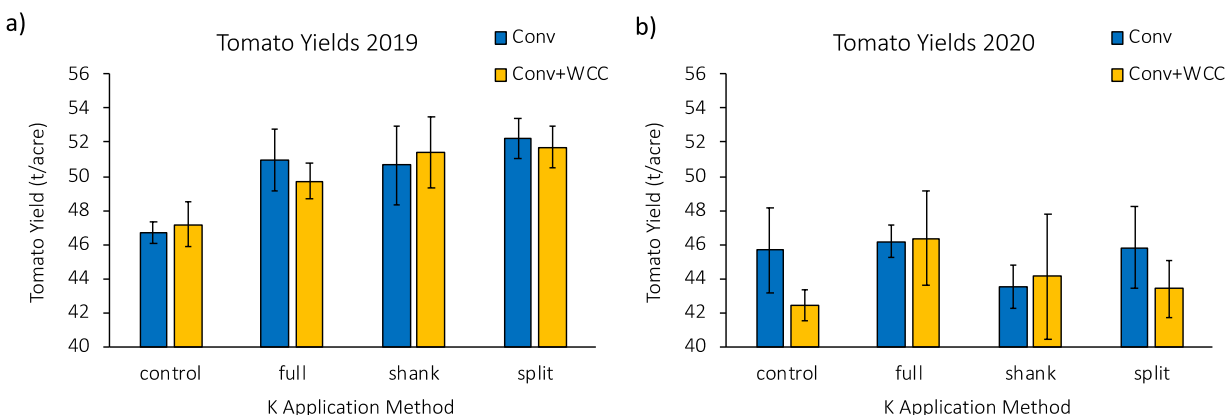 a)
Tomato Yields 2019
Conv
Conv+WCC
Tomato Yield (t/acre)
56
54
52
50
48
46
44
42
40
control full shank split
K Application Method
b)
Tomato Yields 2020
Conv
Conv+WCC
Tomato Yield (t/acre)
56
54
52
50
48
46
44
42
40
control full shank split
K Application Method